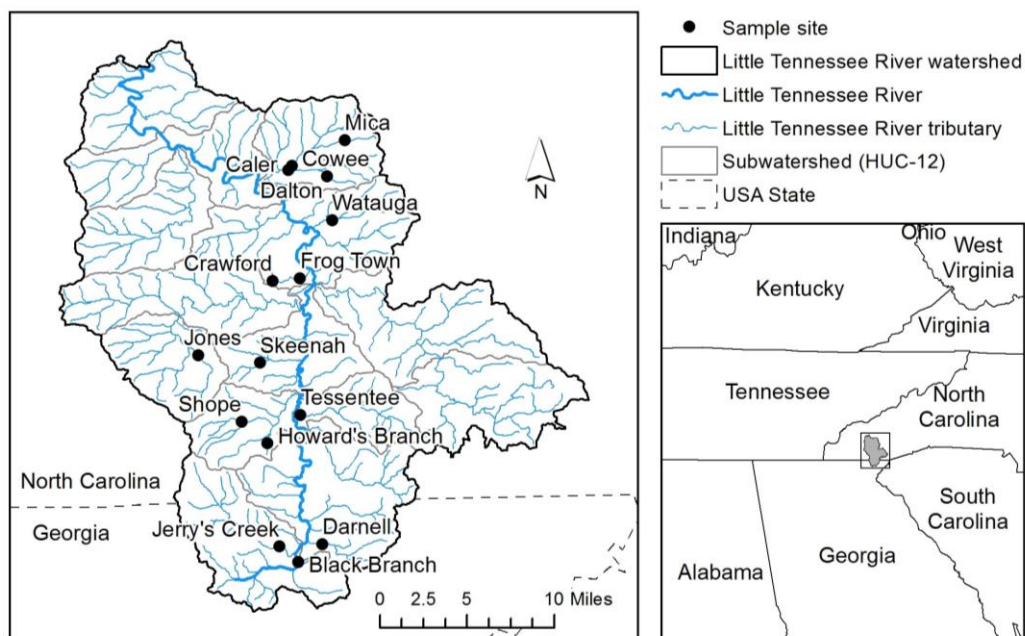 Mica
Caler
Cowee
Dalton
Watauga
Crawford
Frog Town
Jones
Skeenah
Shope
Tessentee
Howard's Branch
North Carolina
Georgia
Jerry's Creek
Darnell
Black Branch
0 2.5 5 10 Miles
N
Sample site
Little Tennessee River watershed
Little Tennessee River
Little Tennessee River tributary
Subwatershed (HUC-12)
USA State
Indiana
Ohio
West
Virginia
Kentucky
Virginia
Tennessee
North
Carolina
South
Carolina
Alabama
Georgia